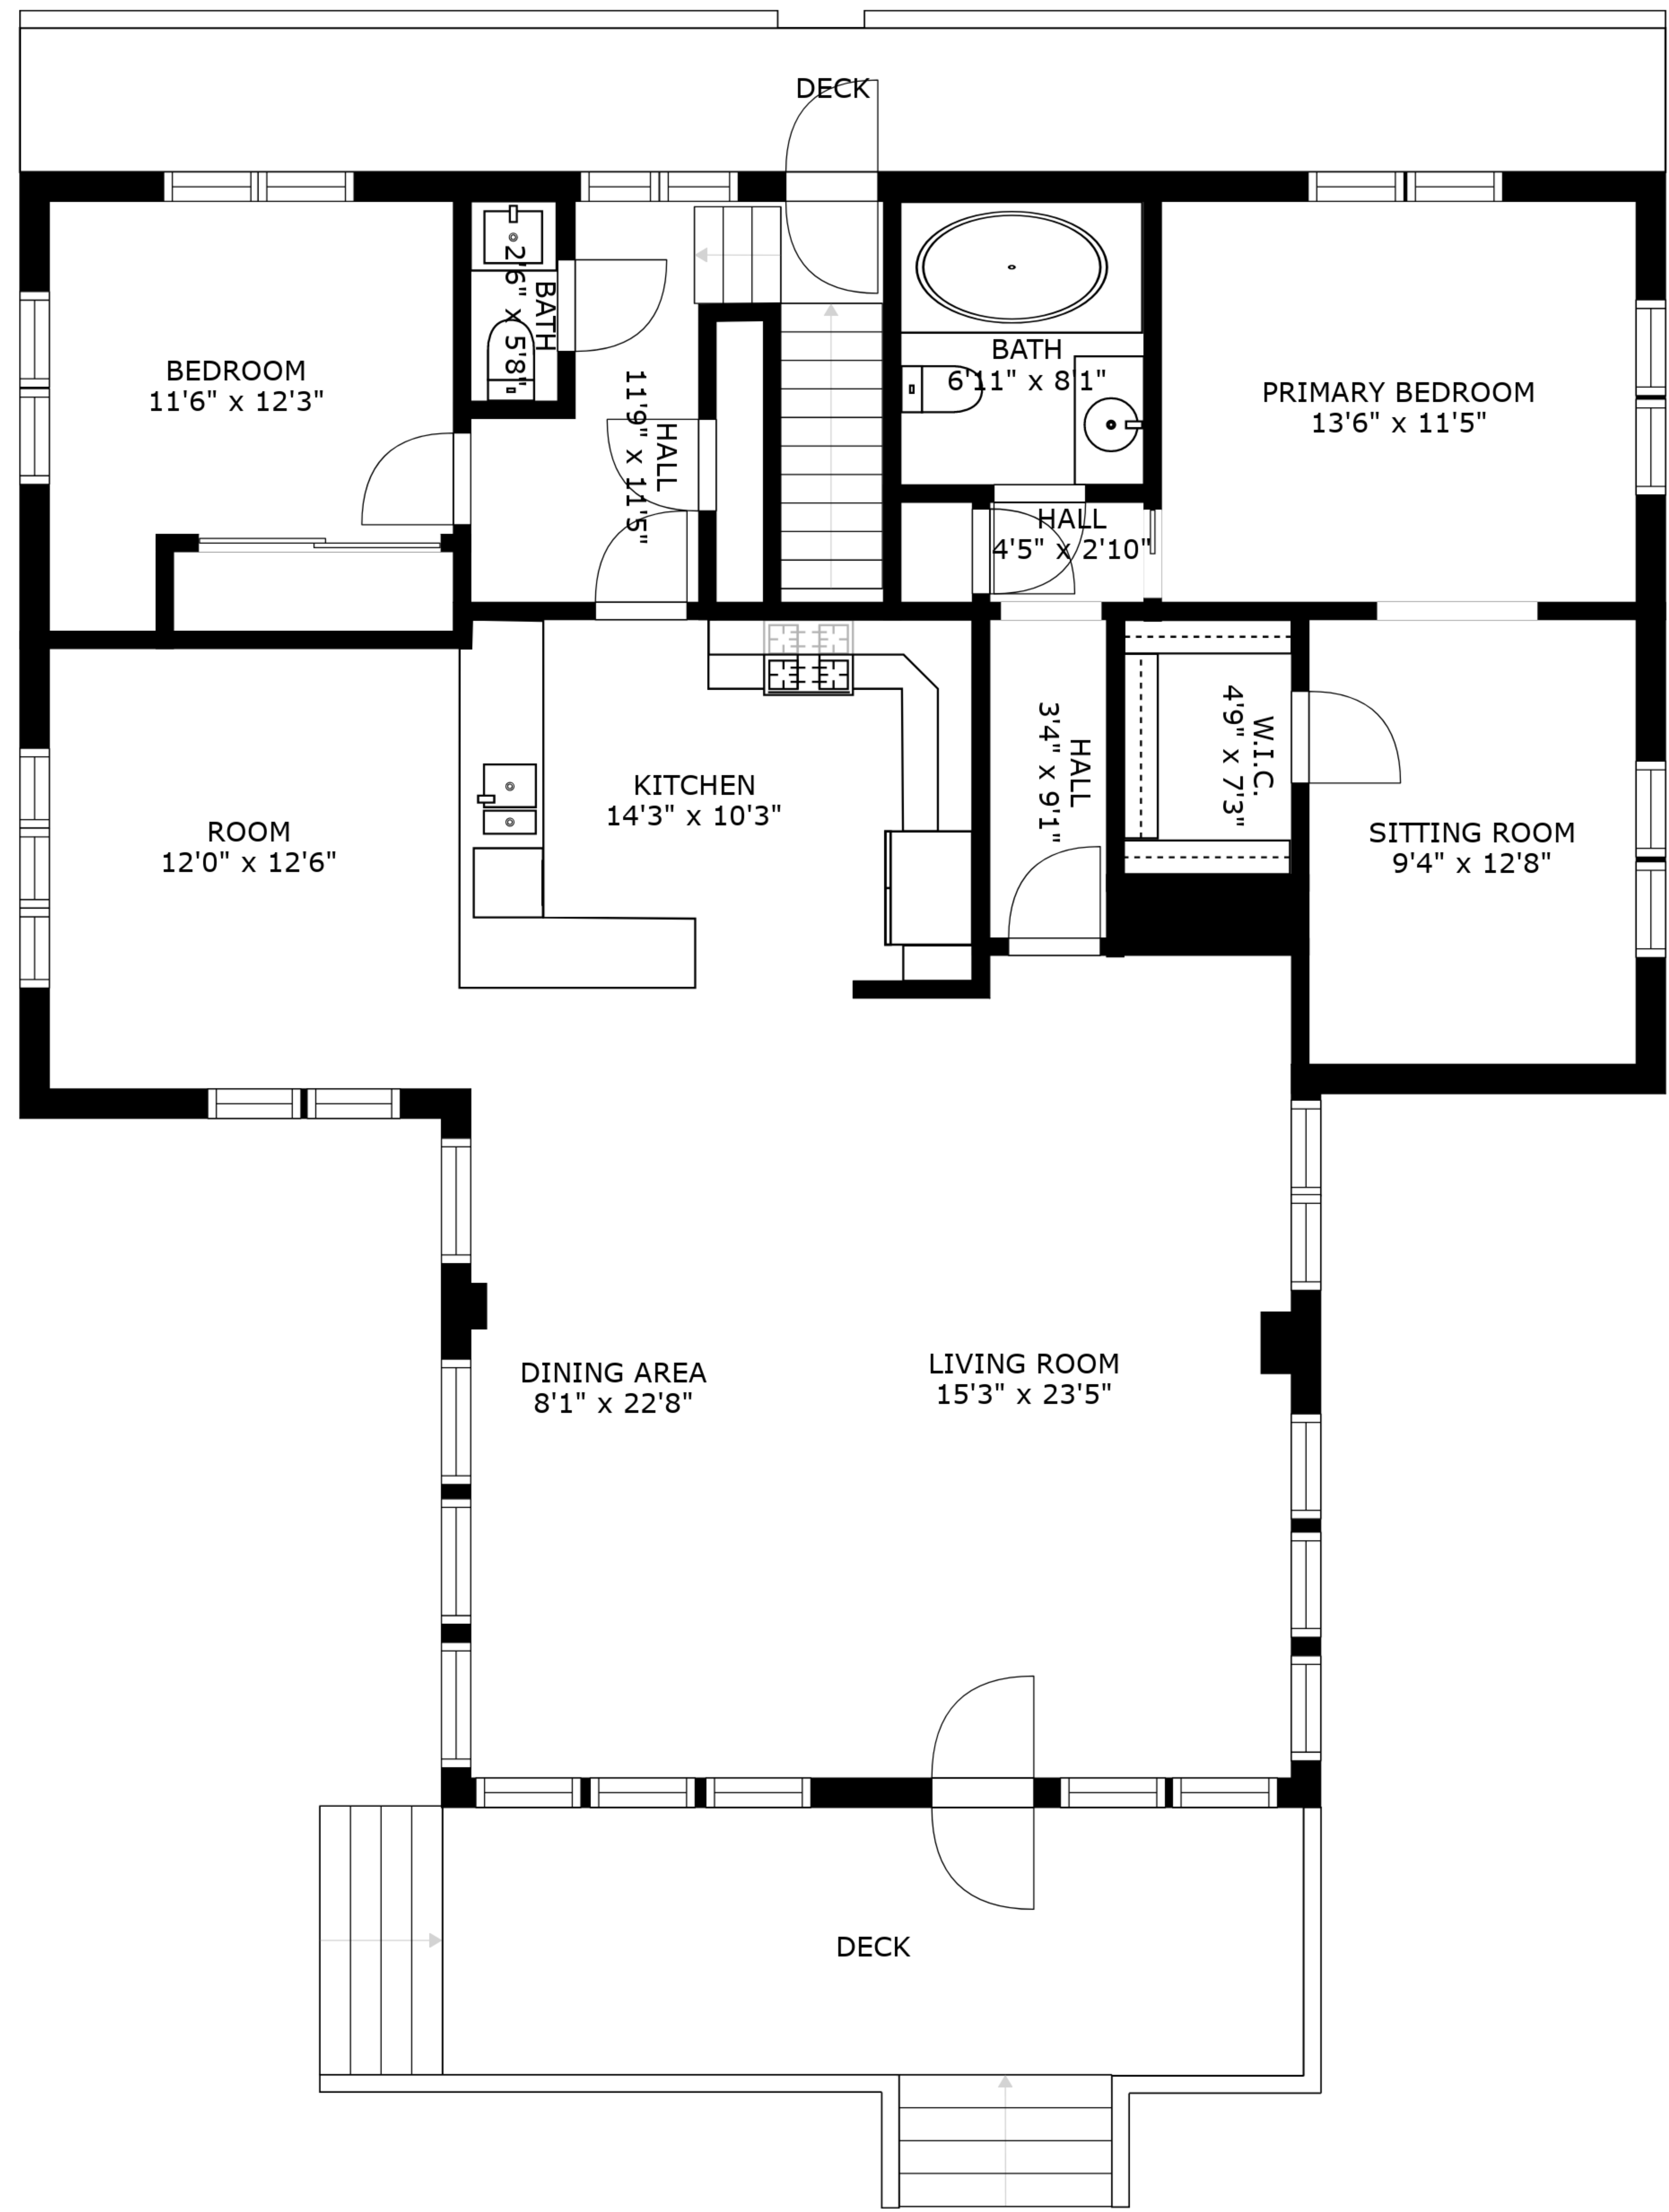 DECK
BEDROOM
11'6" x 12'3"
BATH
2'6" x 5'8"
HALL
11'9" x 11'5"
BATH
6'11" x 8'1"
PRIMARY BEDROOM
13'6" x 11'5"
HALL
4'5" x 2'10"
ROOM
12'0" x 12'6"
KITCHEN
14'3" x 10'3"
HALL
3'4" x 9'1"
W.I.C.
4'9" x 7'3"
SITTING ROOM
9'4" x 12'8"
DINING AREA
8'1" x 22'8"
LIVING ROOM
15'3" x 23'5"
DECK